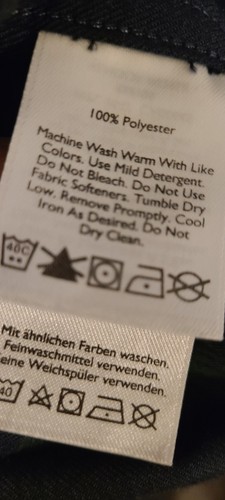 100% Polyester
Machine Wash Warm With Like
Colors. Use Mild Detergent.
Do Not Bleach. Do Not Use
Fabric Softeners. Tumble Dry
Low, Remove Promptly. Cool
Iron As Desired. Do Not
Dry Clean.
40C
Mit ähnlichen Farben waschen.
Feinwaschmittel verwenden.
Weichspüler verwenden.
40